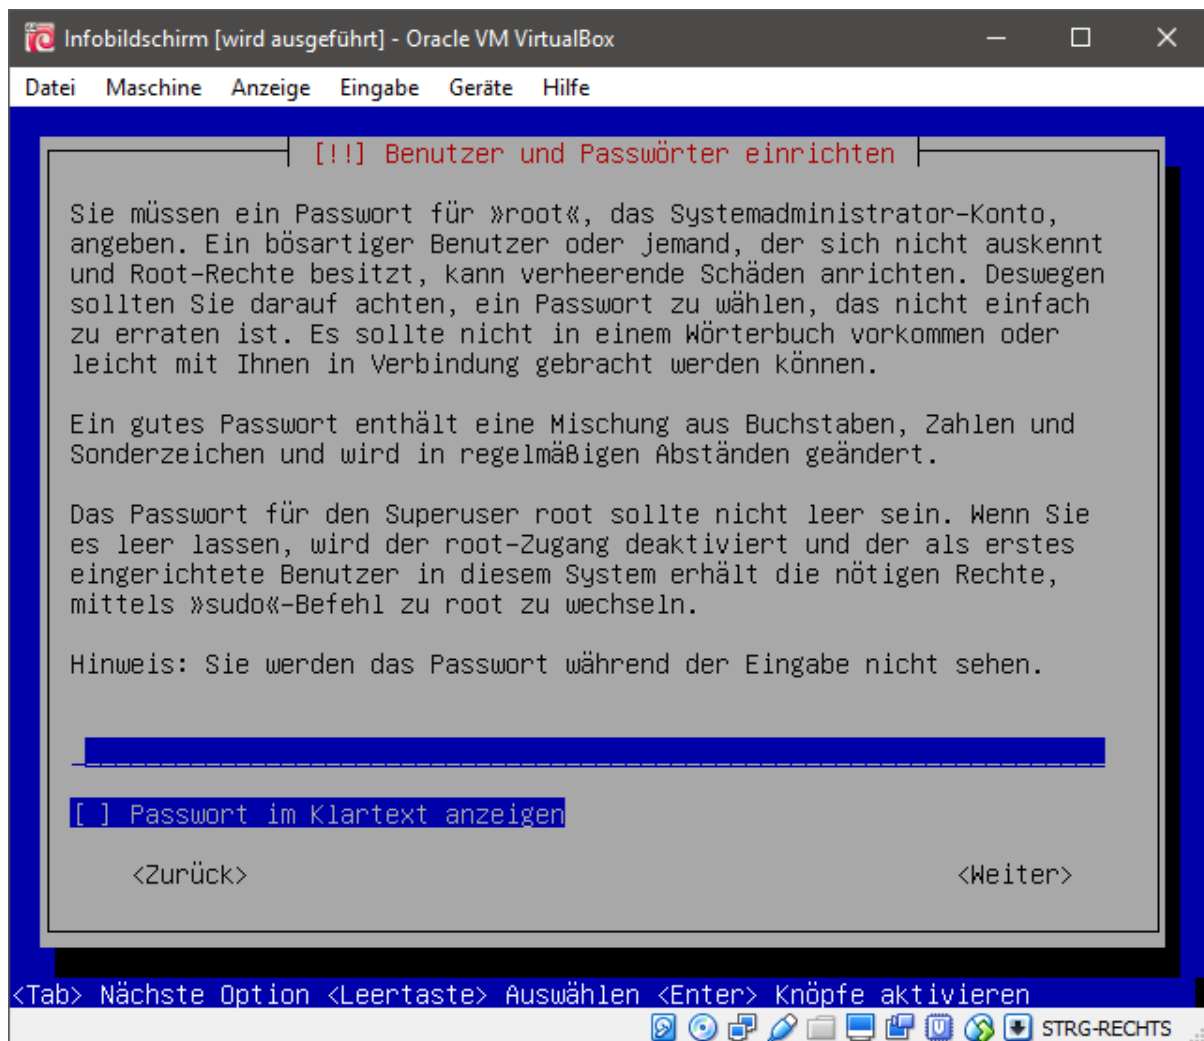 Infobildschirm [wird ausgeführt] - Oracle VM VirtualBox
Datei Maschine Anzeige Eingabe Geräte Hilfe
[!!] Benutzer und Passwörter einrichten
Sie müssen ein Passwort für »root«, das Systemadministrator-Konto,
angeben. Ein bösartiger Benutzer oder jemand, der sich nicht auskennt
und Root-Rechte besitzt, kann verheerende Schäden anrichten. Deswegen
sollten Sie darauf achten, ein Passwort zu wählen, das nicht einfach
zu erraten ist. Es sollte nicht in einem Wörterbuch vorkommen oder
leicht mit Ihnen in Verbindung gebracht werden können.
Ein gutes Passwort enthält eine Mischung aus Buchstaben, Zahlen und
Sonderzeichen und wird in regelmäßigen Abständen geändert.
Das Passwort für den Superuser root sollte nicht leer sein. Wenn Sie
es leer lassen, wird der root-Zugang deaktiviert und der als erstes
eingerichtete Benutzer in diesem System erhält die nötigen Rechte,
mittels »sudo«-Befehl zu root zu wechseln.
Hinweis: Sie werden das Passwort während der Eingabe nicht sehen.
[ ] Passwort im Klartext anzeigen
<Zurück> <Weiter>
<Tab> Nächste Option <Leertaste> Auswählen <Enter> Knöpfe aktivieren
STRG-RECHTS